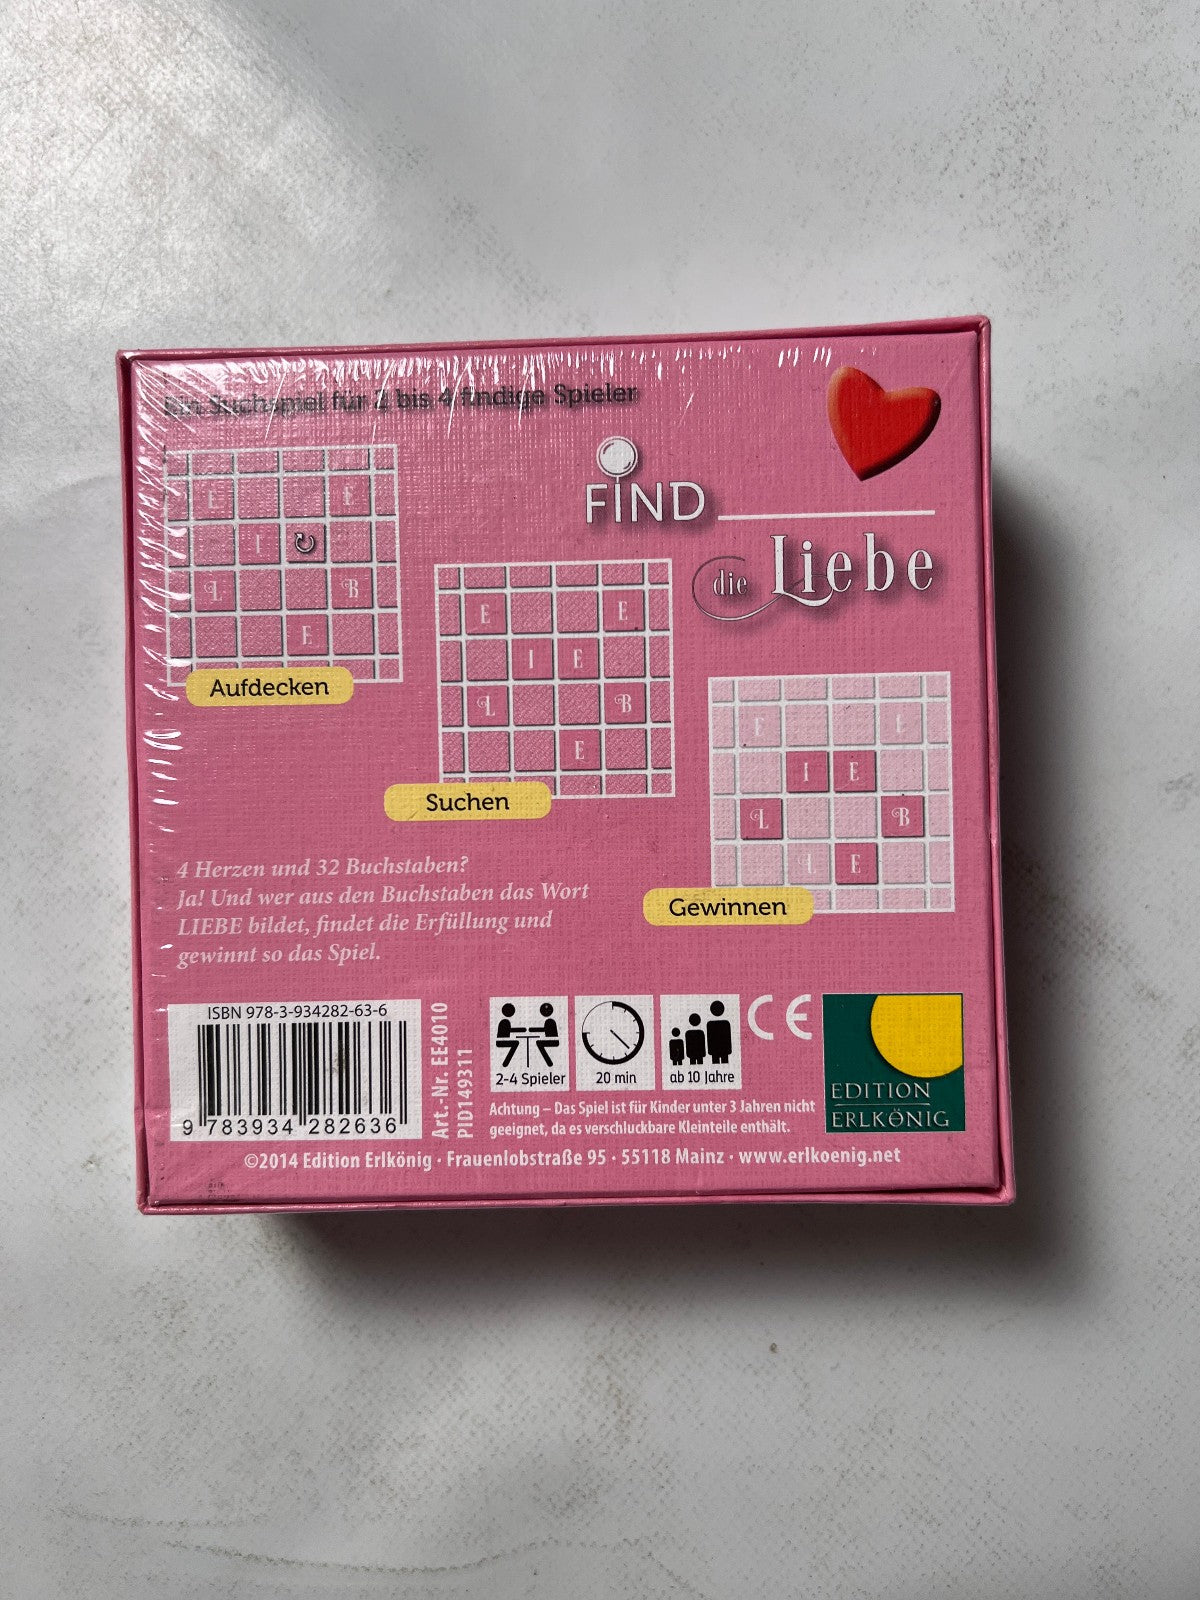 Ein Suchspiel für 2 bis 4 findige Spieler
FIND
die Liebe
E E
I
L B
E
Aufdecken
E E
I E
L B
E
Suchen
E E
I E
L B
E
Gewinnen
4 Herzen und 32 Buchstaben?
Ja! Und wer aus den Buchstaben das Wort
LIEBE bildet, findet die Erfüllung und
gewinnt so das Spiel.
ISBN 978-3-934282-63-6
9 783934 282636
Art.-Nr. EE4010
PID149311
2-4 Spieler
20 min
ab 10 Jahre
CE
Achtung – Das Spiel ist für Kinder unter 3 Jahren nicht
geeignet, da es verschluckbare Kleinteile enthält.
EDITION
ERLKÖNIG
©2014 Edition Erlkönig · Frauenlobstraße 95 · 55118 Mainz · www.erlkoenig.net